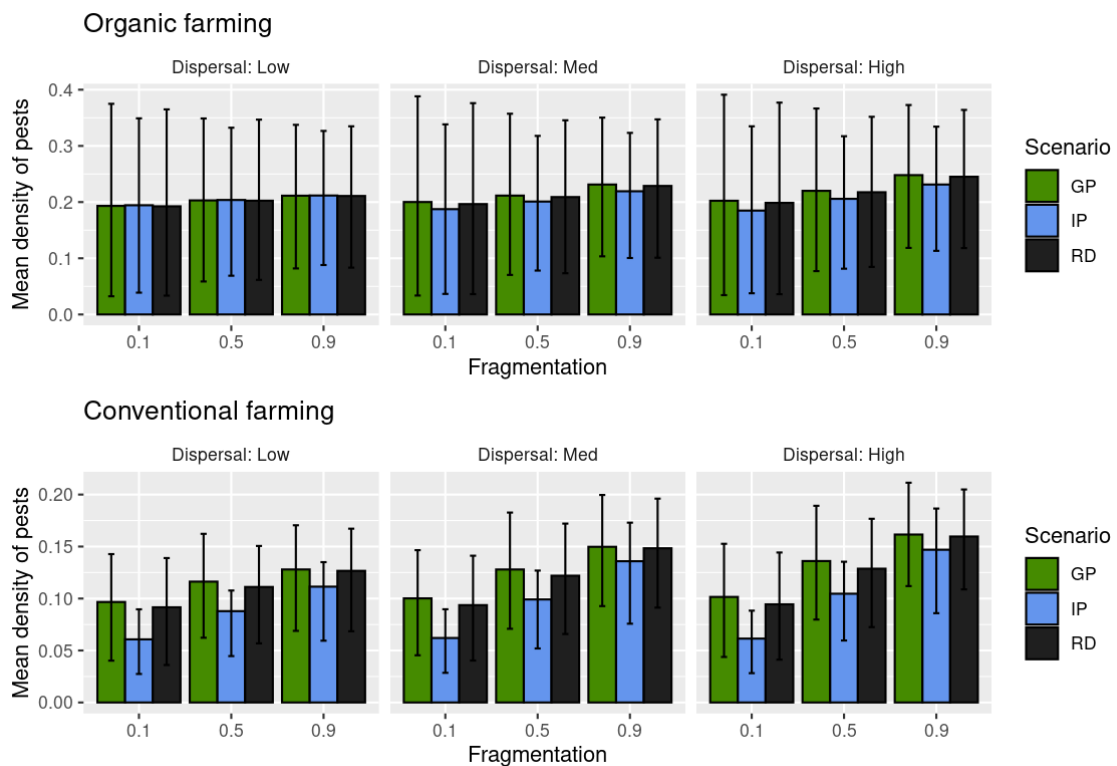 Organic farming
Dispersal: Low
Dispersal: Med
Dispersal: High
Mean density of pests
0.4
0.3
0.2
0.1
0.0
0.1 0.5 0.9
0.1 0.5 0.9
0.1 0.5 0.9
Fragmentation
Scenario
GP
IP
RD
Conventional farming
Dispersal: Low
Dispersal: Med
Dispersal: High
Mean density of pests
0.20
0.15
0.10
0.05
0.00
0.1 0.5 0.9
0.1 0.5 0.9
0.1 0.5 0.9
Fragmentation
Scenario
GP
IP
RD